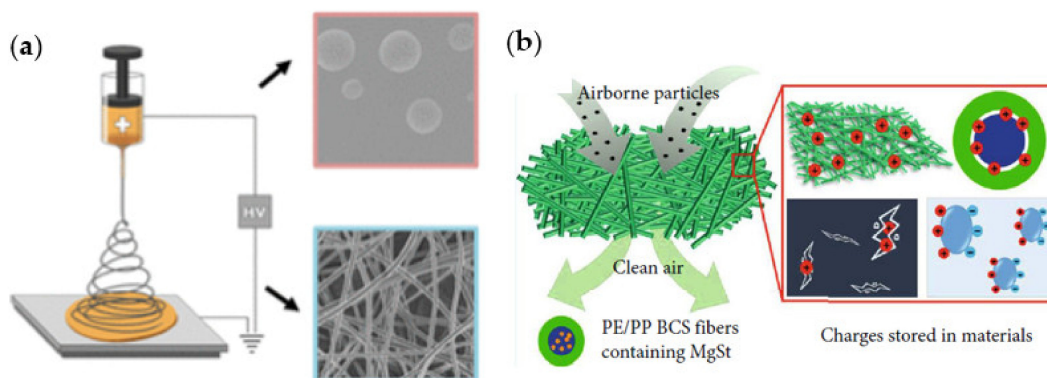 (a)
+
HV
(b)
Airborne particles
Clean air
PE/PP BCS fibers
containing MgSt
Charges stored in materials